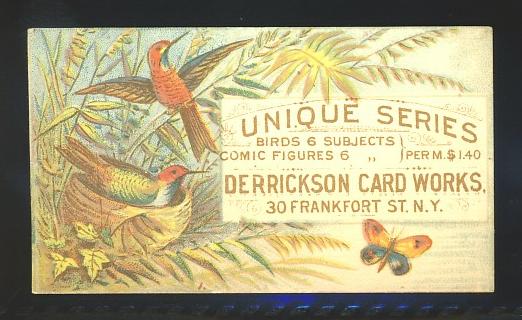 UNIQUE SERIES
BIRDS 6 SUBJECTS
COMIC FIGURES 6 „ } PER M. $1.40
DERRICKSON CARD WORKS,
30 FRANKFORT ST. N.Y.